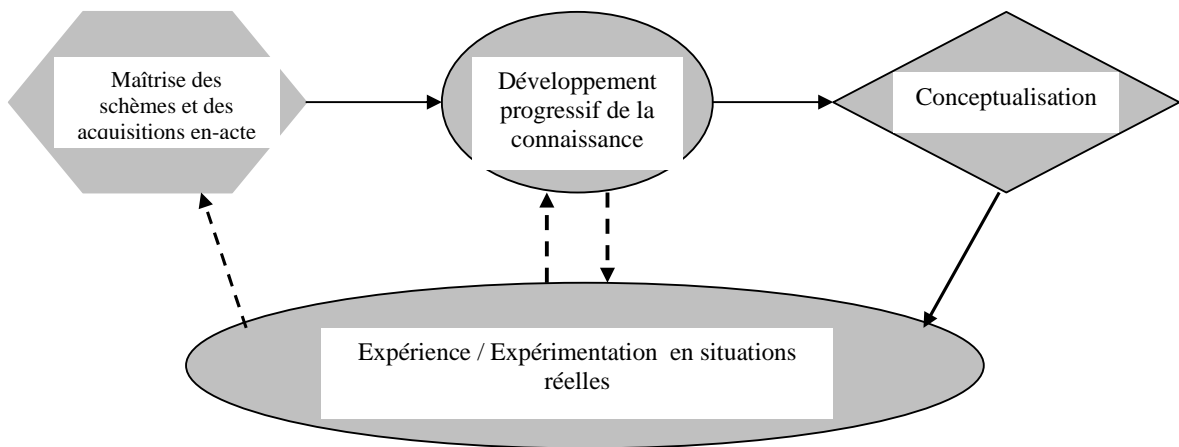 Maîtrise des
schèmes et des
acquisitions en-acte
Développement
progressif de la
connaissance
Conceptualisation
Expérience / Expérimentation en situations
réelles